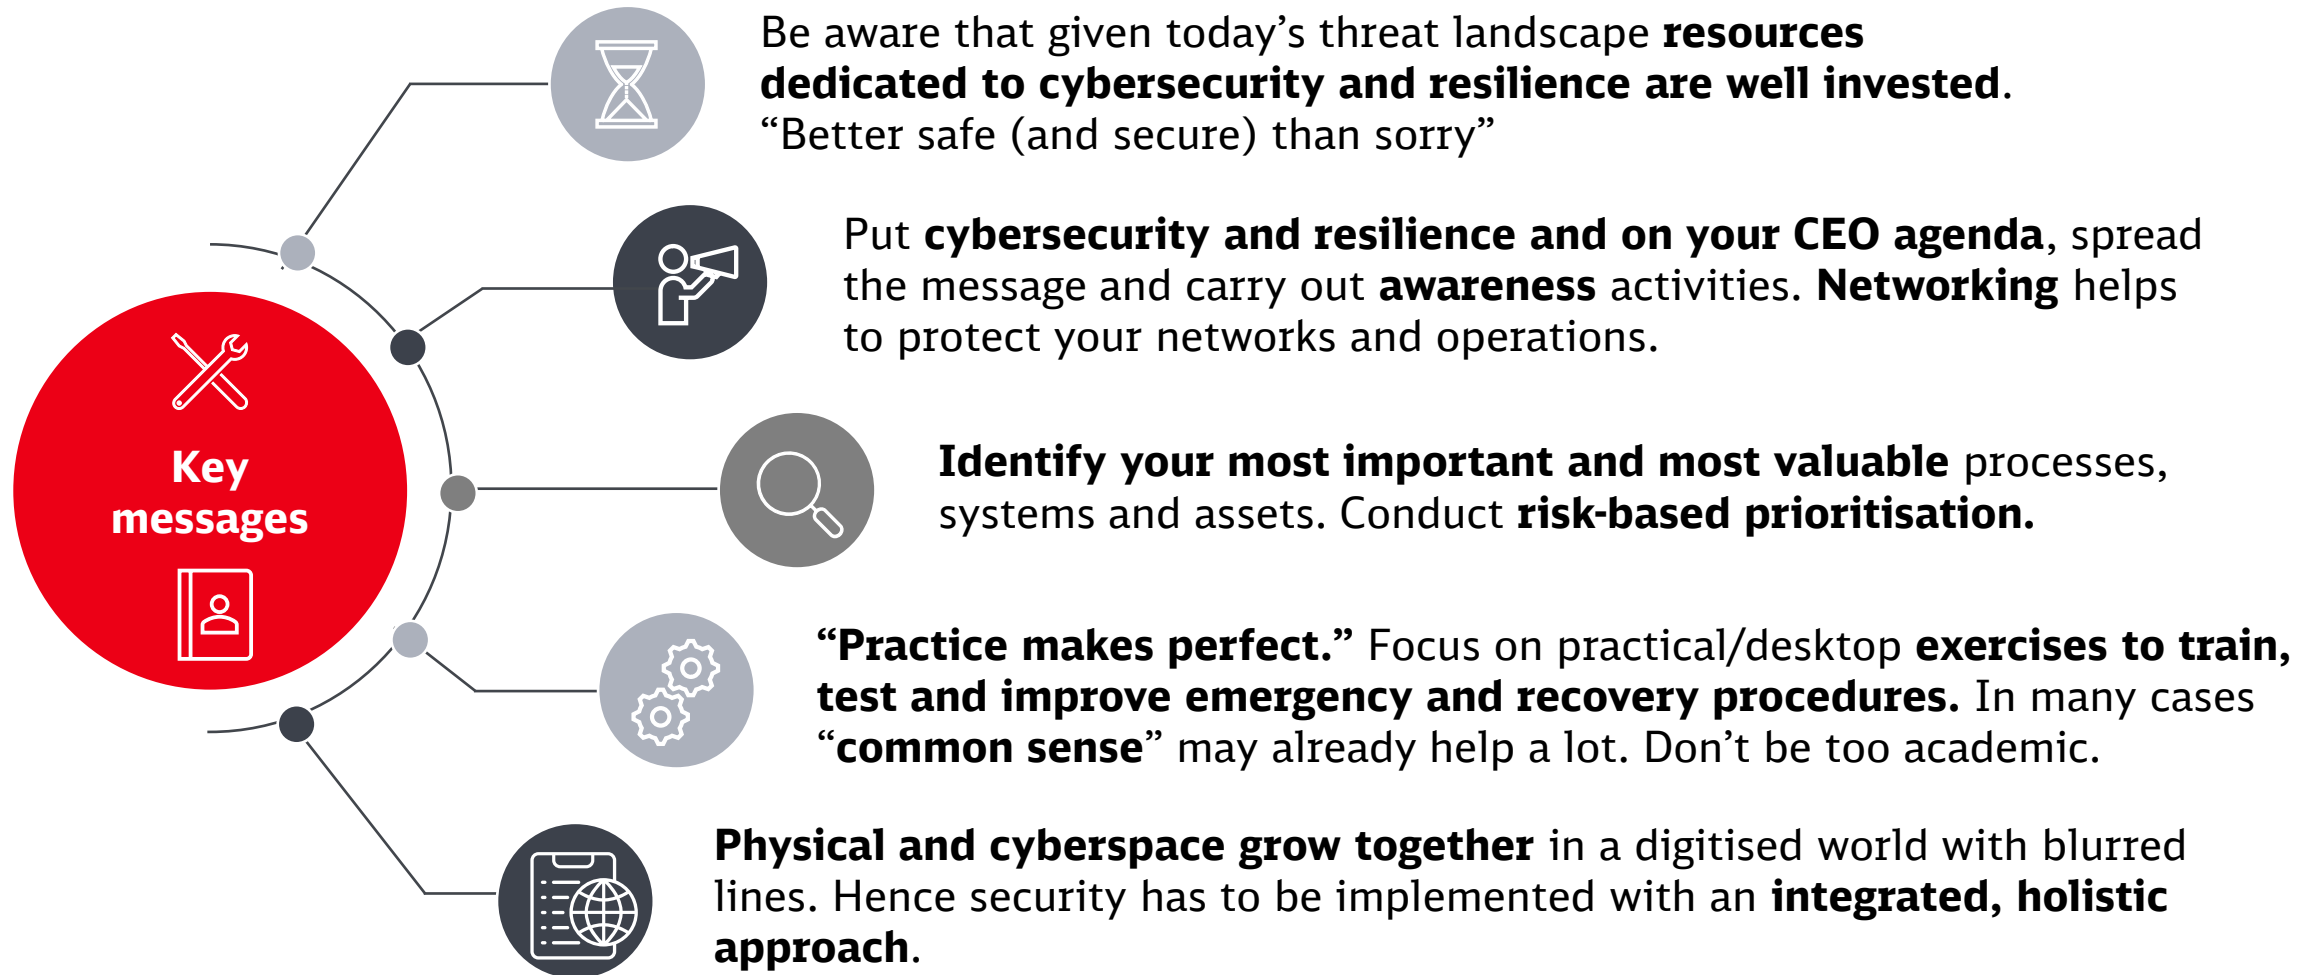 Be aware that given today’s threat landscape resources
dedicated to cybersecurity and resilience are well invested.
“Better safe (and secure) than sorry”
Put cybersecurity and resilience and on your CEO agenda, spread
the message and carry out awareness activities. Networking helps
to protect your networks and operations.
Key
messages
Identify your most important and most valuable processes,
systems and assets. Conduct risk-based prioritisation.
“Practice makes perfect.” Focus on practical/desktop exercises to train,
test and improve emergency and recovery procedures. In many cases
“common sense” may already help a lot. Don’t be too academic.
Physical and cyberspace grow together in a digitised world with blurred
lines. Hence security has to be implemented with an integrated, holistic
approach.